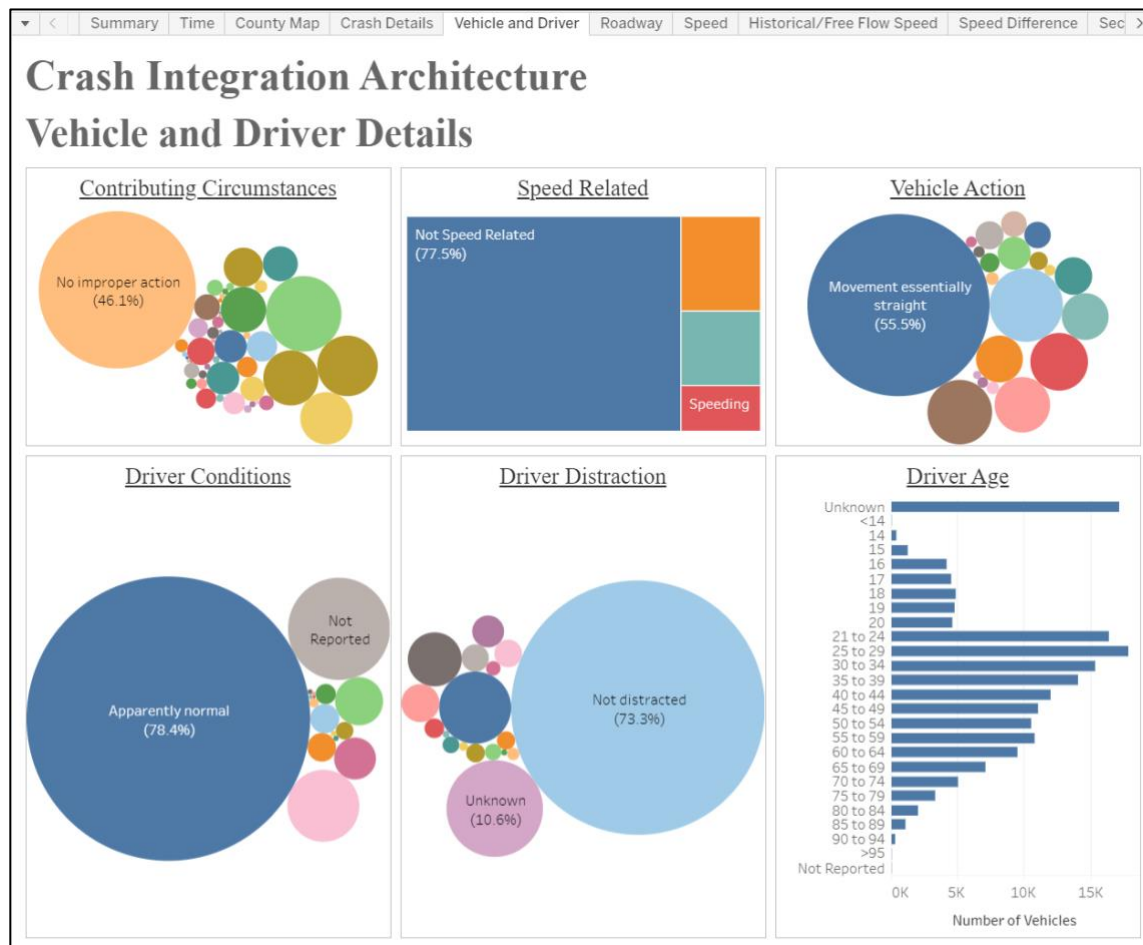 Summary Time County Map Crash Details Vehicle and Driver Roadway Speed Historical/Free Flow Speed Speed Difference Sec
Crash Integration Architecture
Vehicle and Driver Details
Contributing Circumstances
No improper action
(46.1%)
Speed Related
Not Speed Related
(77.5%)
Speeding
Vehicle Action
Movement essentially
straight
(55.5%)
Driver Conditions
Apparently normal
(78.4%)
Not
Reported
Driver Distraction
Not distracted
(73.3%)
Unknown
(10.6%)
Driver Age
Unknown
<14
14
15
16
17
18
19
20
21 to 24
25 to 29
30 to 34
35 to 39
40 to 44
45 to 49
50 to 54
55 to 59
60 to 64
65 to 69
70 to 74
75 to 79
80 to 84
85 to 89
90 to 94
>95
Not Reported
0K 5K 10K 15K
Number of Vehicles